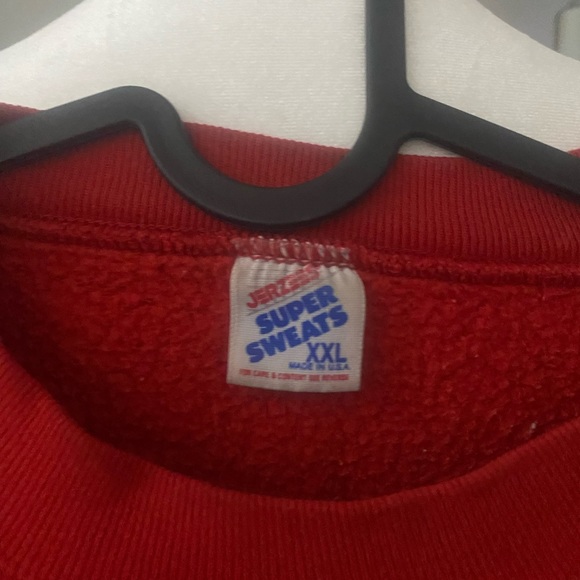 JERZEES
SUPER
SWEATS
XXL
MADE IN U.S.A.
FOR CARE & CONTENT SEE REVERSE